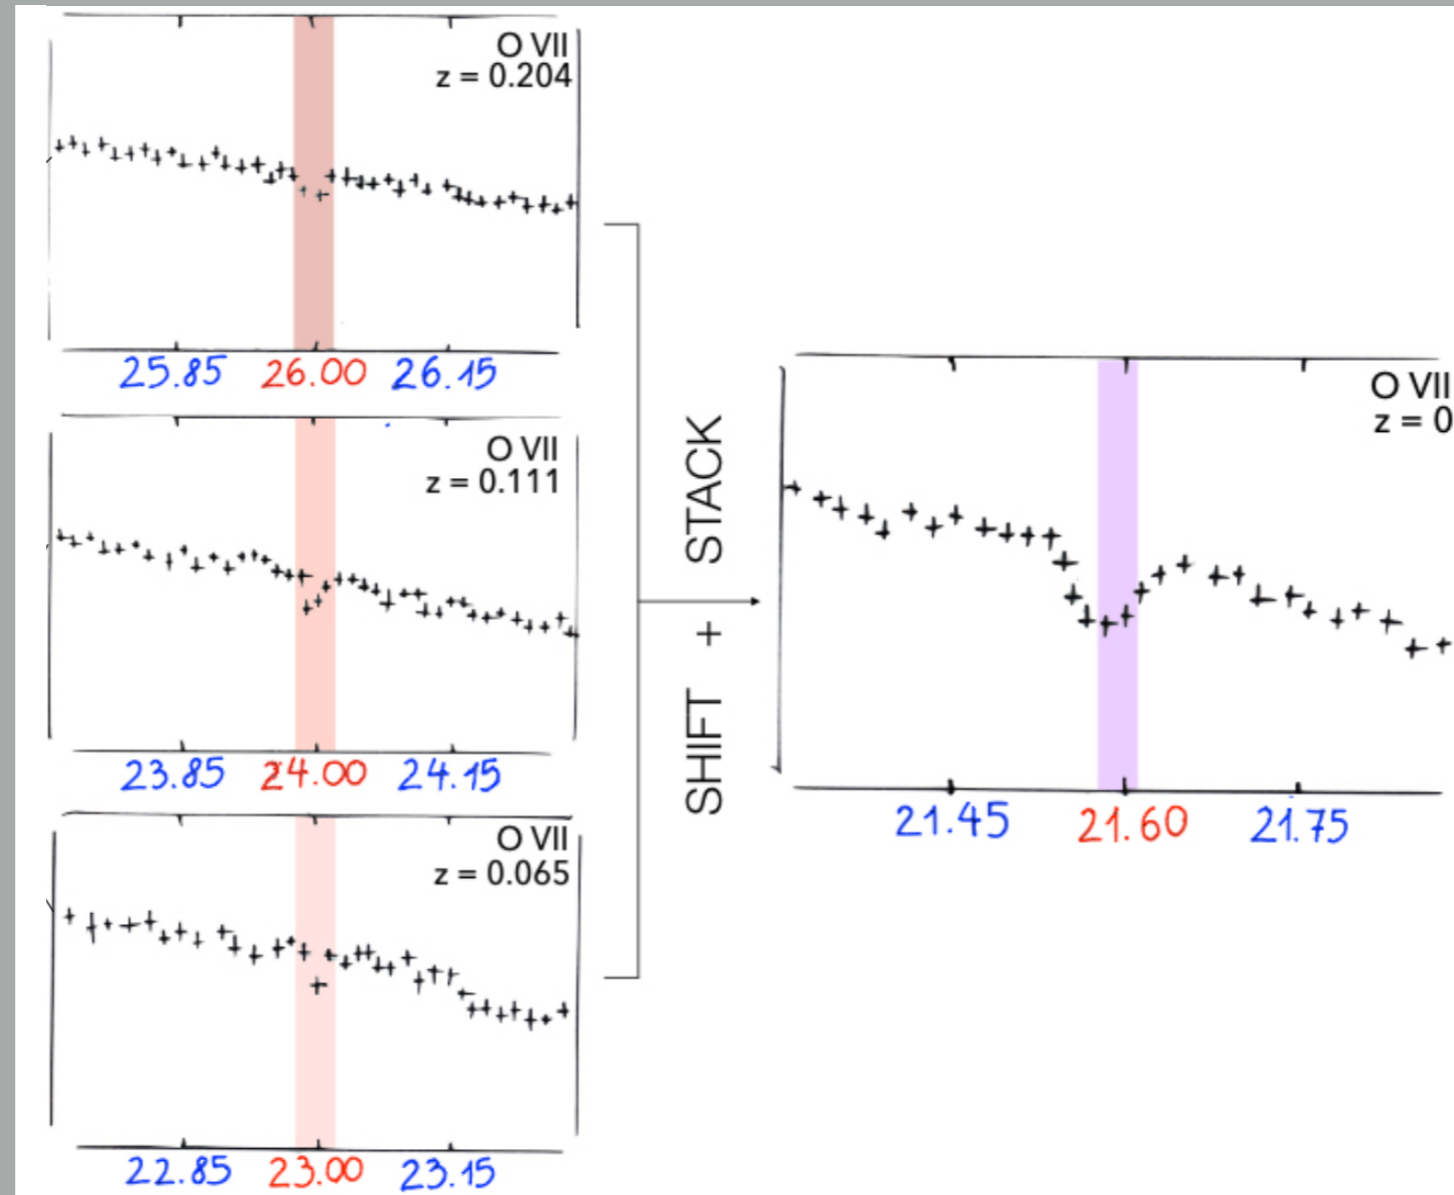 O VII
z = 0.204
25.85 26.00 26.15
O VII
z = 0.111
23.85 24.00 24.15
O VII
z = 0.065
22.85 23.00 23.15
SHIFT + STACK
O VII
z = 0
21.45 21.60 21.75